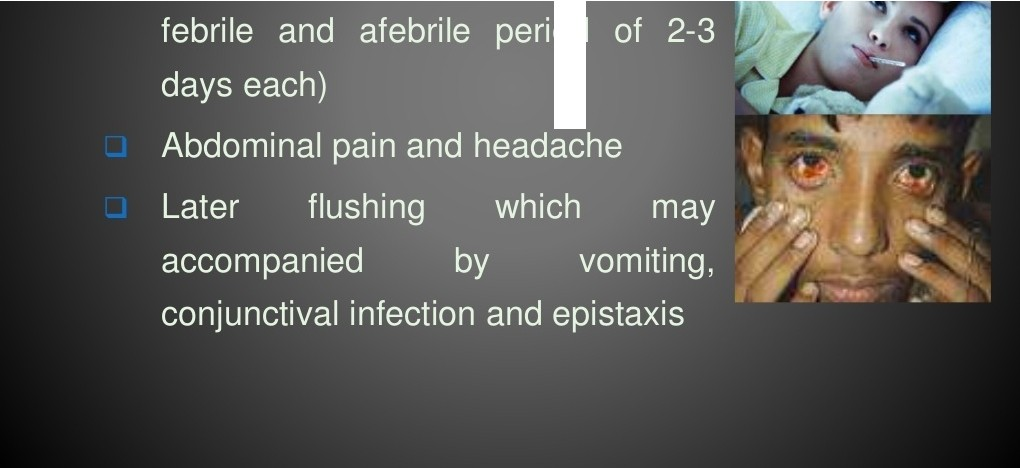 febrile and afebrile of 2-3
days each)
Abdominal pain and headache
Later flushing which may
accompanied by vomiting,
conjunctival infection and epistaxis